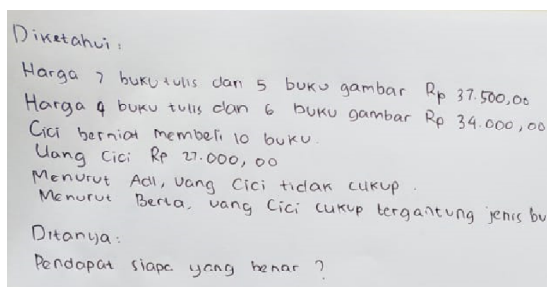 Diketahui:
Harga 7 buku tulis dan 5 buku gambar Rp 37.500,00
Harga 4 buku tulis dan 6 buku gambar Rp 34.000,00
Cici berniat membeli 10 buku.
Uang Cici Rp 27.000,00
Menurut Adi, uang Cici tidak cukup.
Menurut Berta, uang Cici cukup tergantung jenis bu
Ditanya:
Pendapat siapa yang benar ?